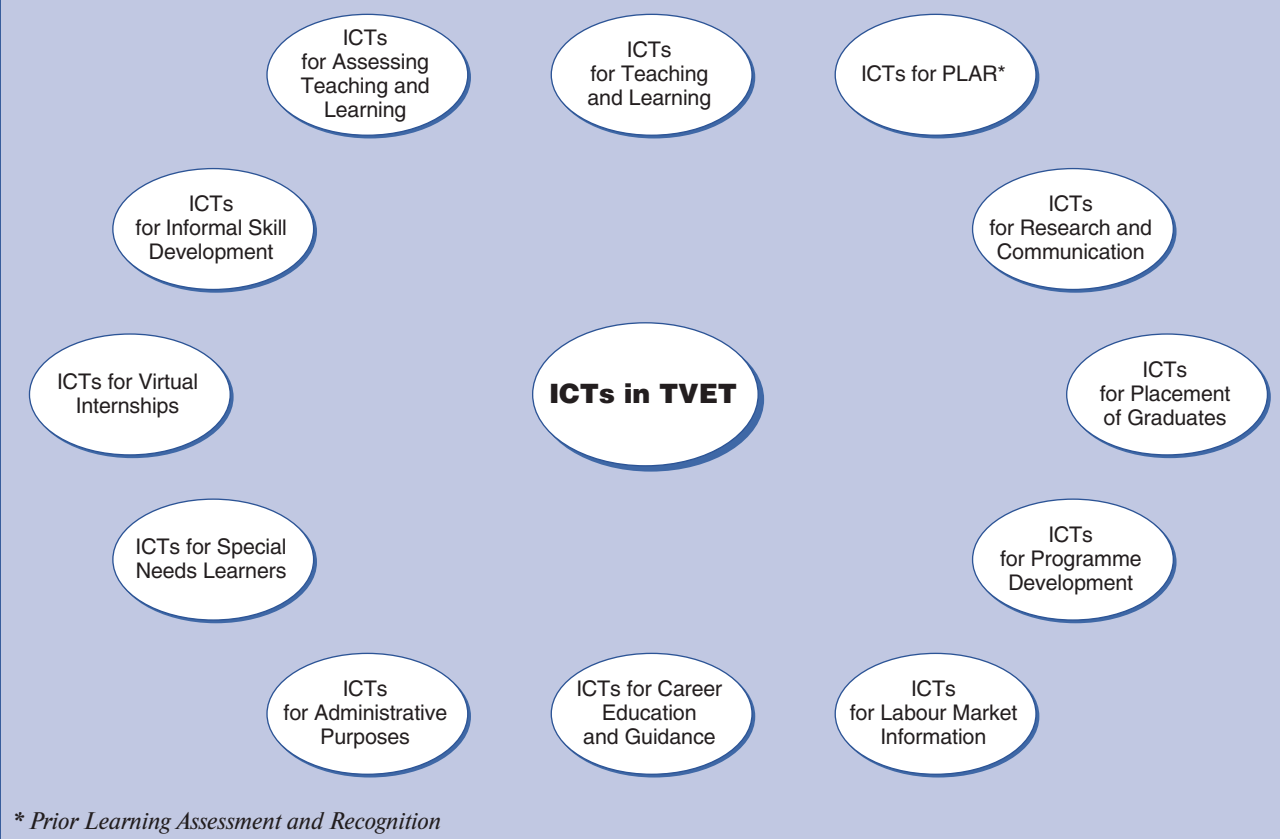 ICTs
for Assessing
Teaching and
Learning
ICTs
for Teaching
and Learning
ICTs for PLAR*
ICTs
for Informal Skill
Development
ICTs
for Research and
Communication
ICTs for Virtual
Internships
ICTs in TVET
ICTs
for Placement
of Graduates
ICTs for Special
Needs Learners
ICTs
for Programme
Development
ICTs
for Administrative
Purposes
ICTs for Career
Education
and Guidance
ICTs
for Labour Market
Information
* Prior Learning Assessment and Recognition